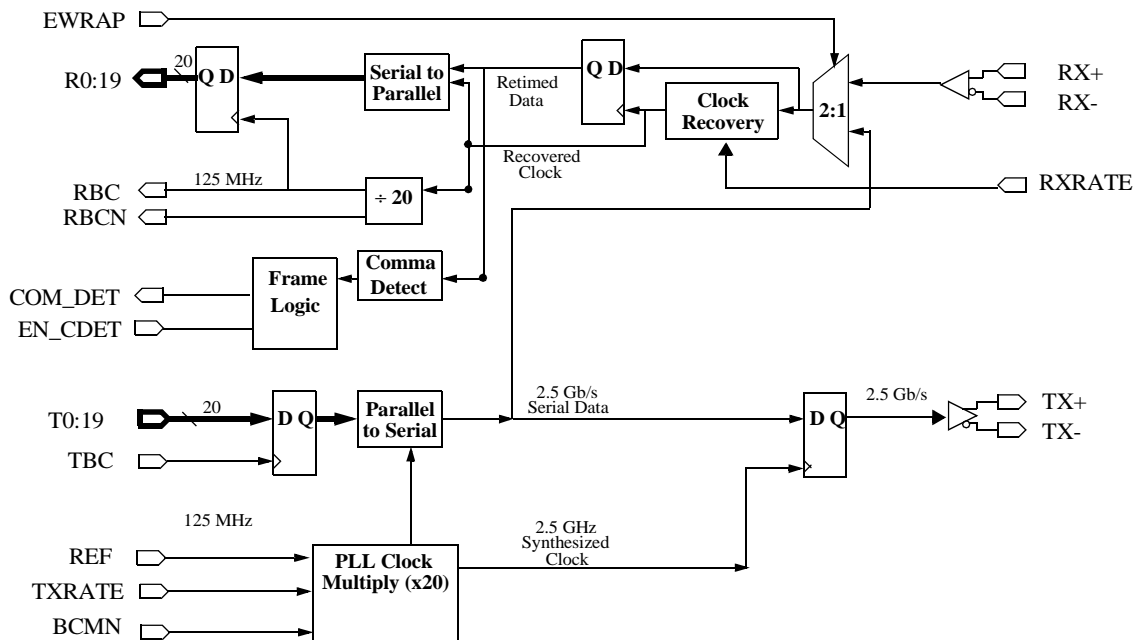 EWRAP
20
R0:19
Q D
Serial to
Parallel
Retimed
Data
Q D
Clock
Recovery
2:1
RX+
RX-
Recovered
Clock
RXRATE
125 MHz
RBC
RBCN
÷ 20
Comma
Detect
Frame
Logic
COM_DET
EN_CDET
T0:19
20
D Q
Parallel
to Serial
2.5 Gb/s
Serial Data
D Q
2.5 Gb/s
TX+
TX-
TBC
125 MHz
2.5 GHz
Synthesized
Clock
REF
TXRATE
BCMN
PLL Clock
Multiply (x20)